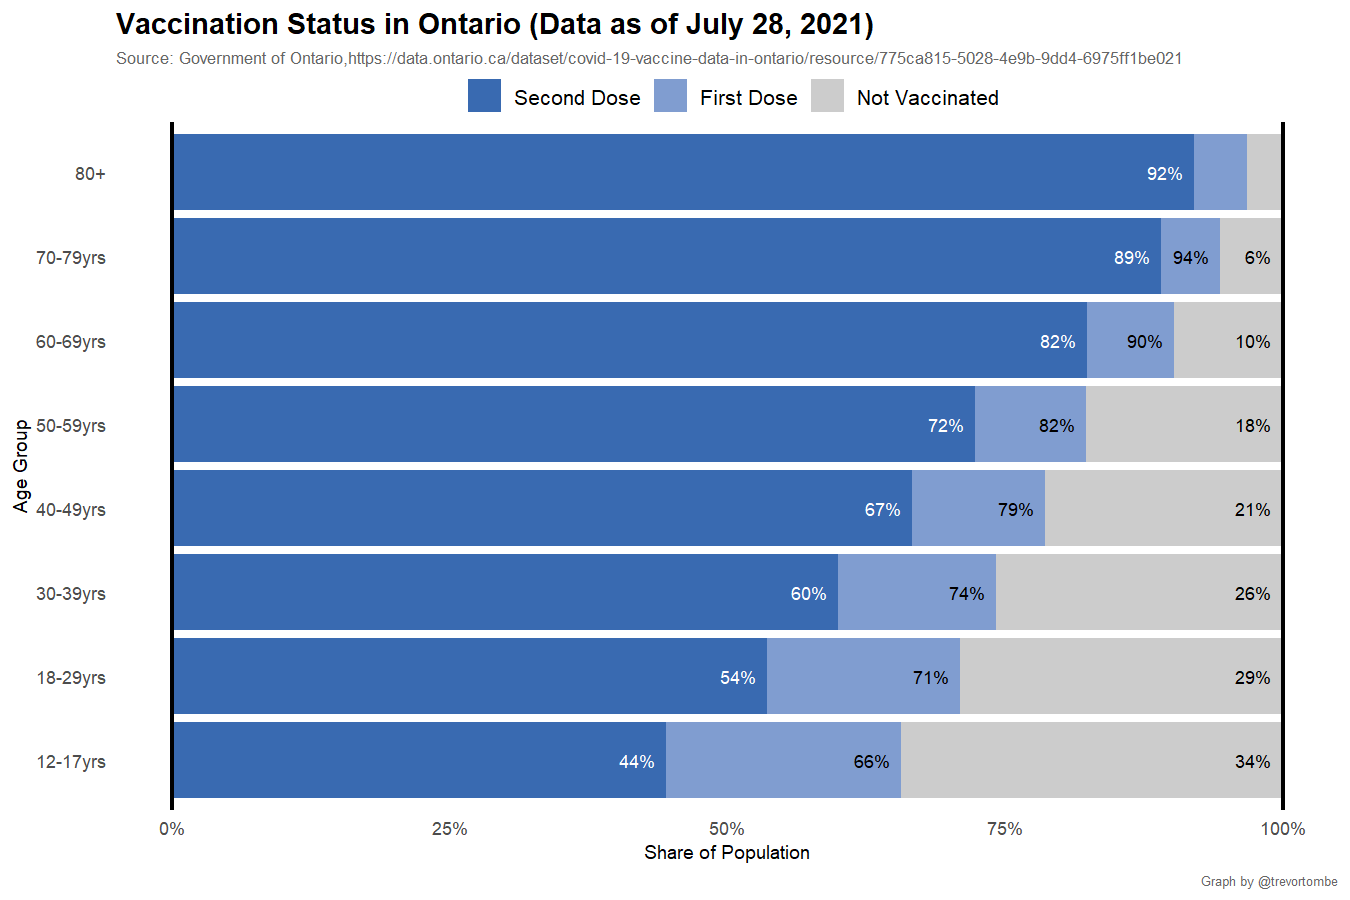 Vaccination Status in Ontario (Data as of July 28, 2021)
Source: Government of Ontario,https://data.ontario.ca/dataset/covid-19-vaccine-data-in-ontario/resource/775ca815-5028-4e9b-9dd4-6975ff1be021
Second Dose First Dose Not Vaccinated
Age Group
80+ 92%
70-79yrs 89% 94% 6%
60-69yrs 82% 90% 10%
50-59yrs 72% 82% 18%
40-49yrs 67% 79% 21%
30-39yrs 60% 74% 26%
18-29yrs 54% 71% 29%
12-17yrs 44% 66% 34%
0% 25% 50% 75% 100%
Share of Population
Graph by @trevortombe